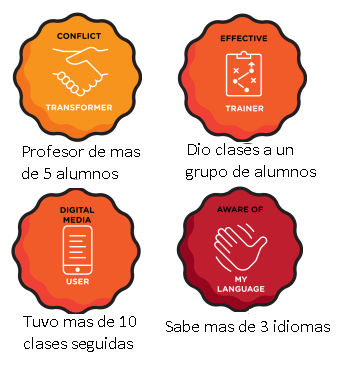 CONFLICT
TRANSFORMER
Profesor de mas
de 5 alumnos
EFFECTIVE
TRAINER
Dio clases a un
grupo de alumnos
DIGITAL
MEDIA
USER
Tuvo mas de 10
clases seguidas
AWARE OF
MY
LANGUAGE
Sabe mas de 3 idiomas